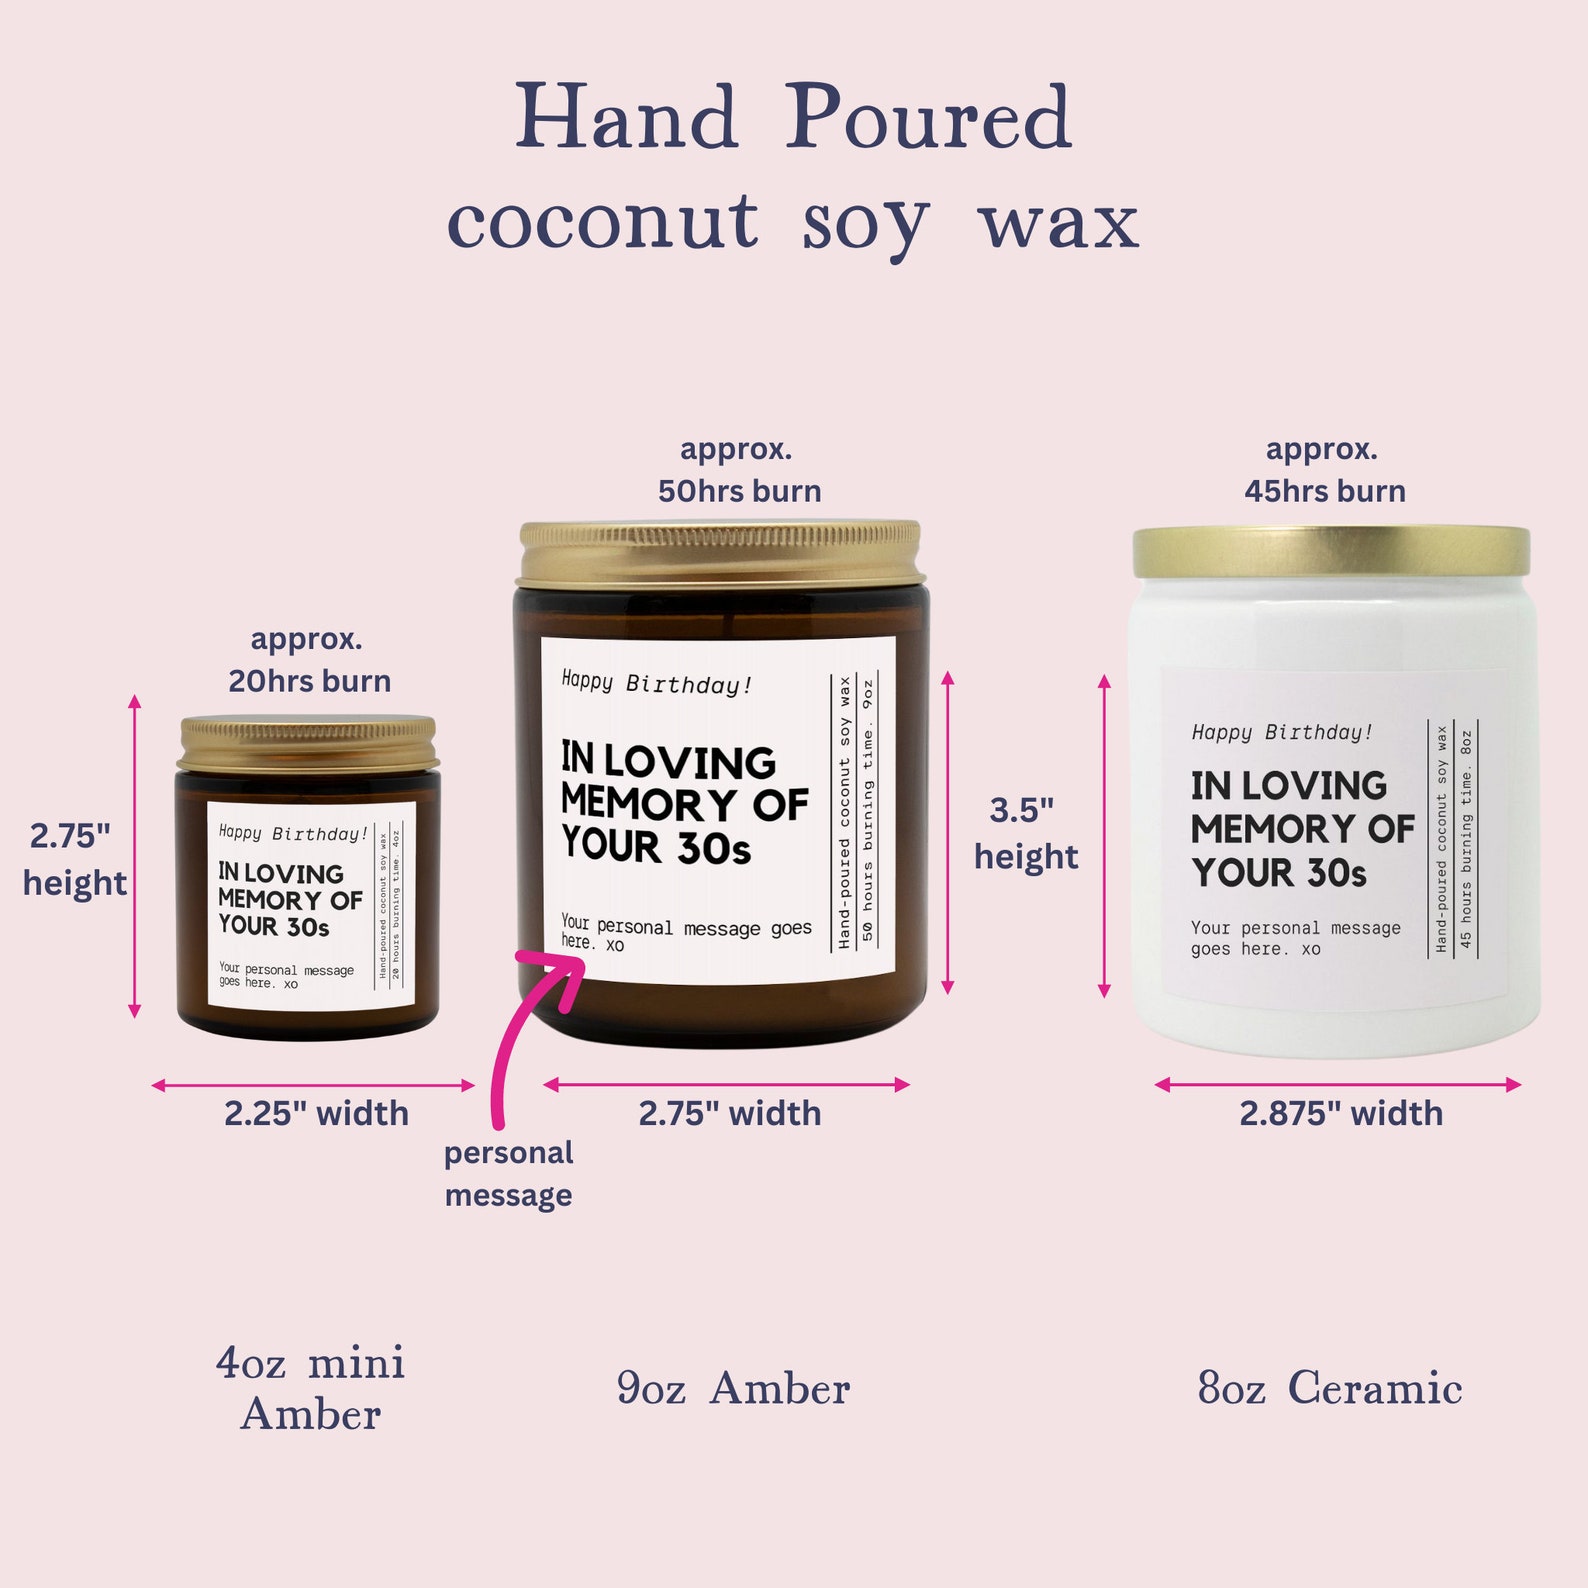 Hand Poured
coconut soy wax
approx.
20hrs burn
2.75"
height
Happy Birthday!
IN LOVING
MEMORY OF
YOUR 30s
Your personal message
goes here. xo
Hand-poured coconut soy wax
20 hours burning time. 4oz
2.25" width
4oz mini
Amber
approx.
50hrs burn
Happy Birthday!
IN LOVING
MEMORY OF
YOUR 30s
Your personal message goes
here. xo
Hand-poured coconut soy wax
50 hours burning time. 9oz
personal
message
2.75" width
9oz Amber
3.5"
height
approx.
45hrs burn
Happy Birthday!
IN LOVING
MEMORY OF
YOUR 30s
Your personal message
goes here. xo
Hand-poured coconut soy wax
45 hours burning time. 8oz
2.875" width
8oz Ceramic